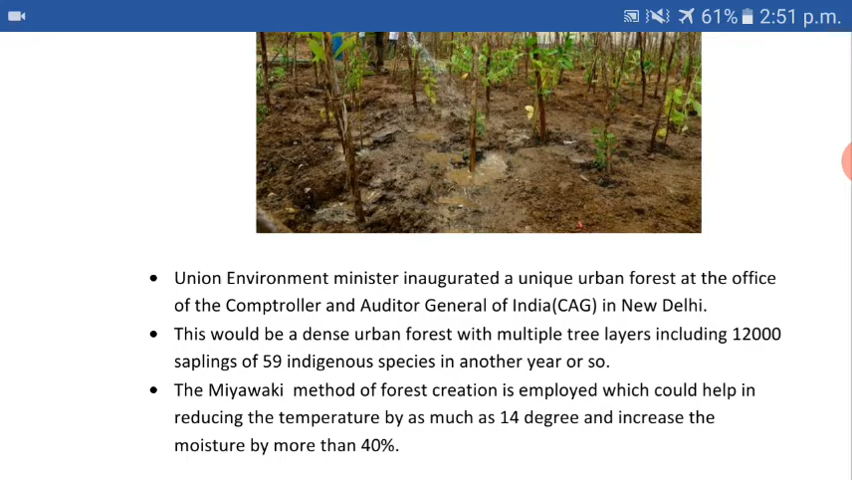 61% 2:51 p.m.
• Union Environment minister inaugurated a unique urban forest at the office
of the Comptroller and Auditor General of India(CAG) in New Delhi.
• This would be a dense urban forest with multiple tree layers including 12000
saplings of 59 indigenous species in another year or so.
• The Miyawaki  method of forest creation is employed which could help in
reducing the temperature by as much as 14 degree and increase the
moisture by more than 40%.